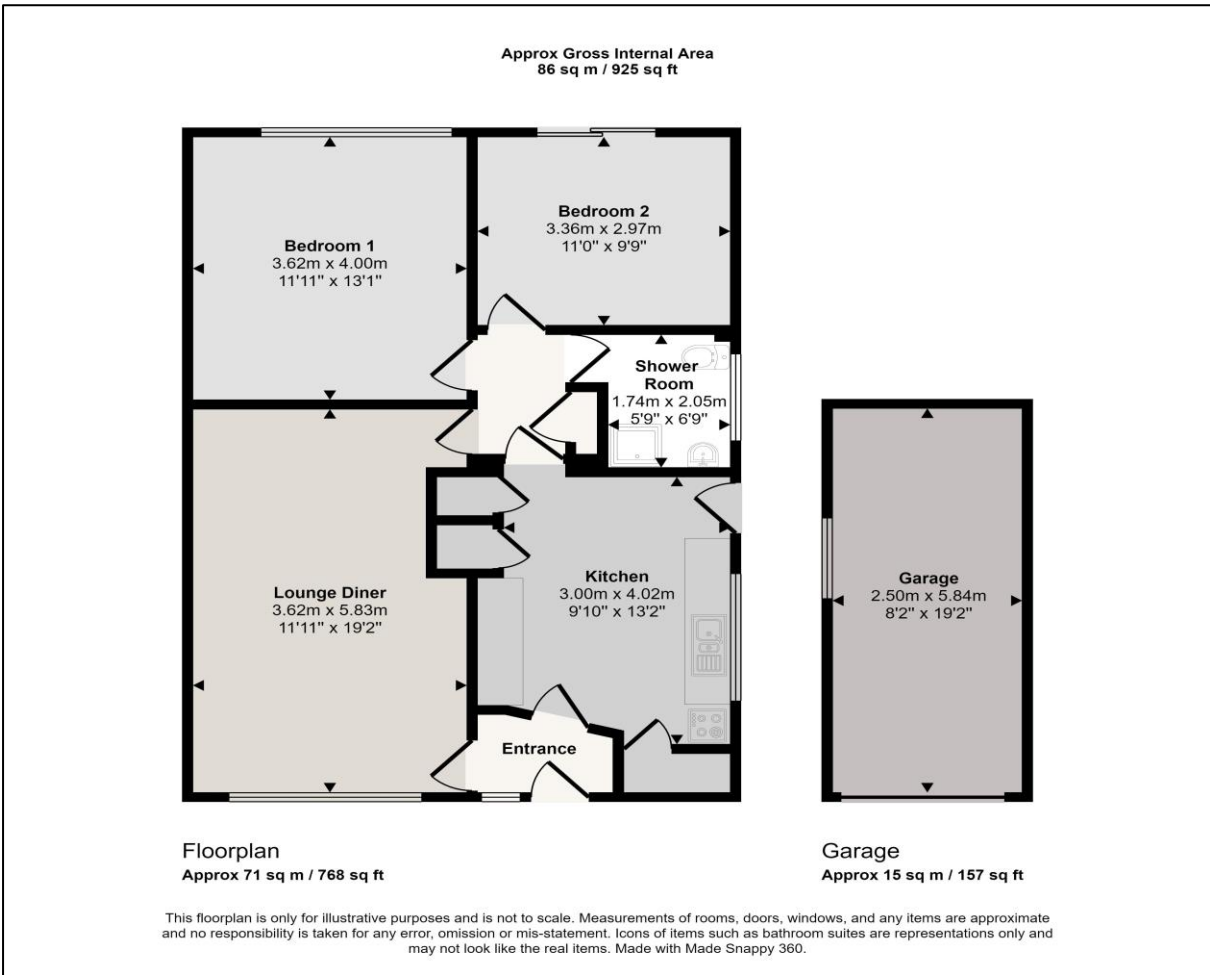 Approx Gross Internal Area
86 sq m / 925 sq ft
Bedroom 1
3.62m x 4.00m
11'11" x 13'1"
Bedroom 2
3.36m x 2.97m
11'0" x 9'9"
Shower
Room
1.74m x 2.05m
5'9" x 6'9"
Lounge Diner
3.62m x 5.83m
11'11" x 19'2"
Kitchen
3.00m x 4.02m
9'10" x 13'2"
Entrance
Garage
2.50m x 5.84m
8'2" x 19'2"
Floorplan
Approx 71 sq m / 768 sq ft
Garage
Approx 15 sq m / 157 sq ft
This floorplan is only for illustrative purposes and is not to scale. Measurements of rooms, doors, windows, and any items are approximate
and no responsibility is taken for any error, omission or mis-statement. Icons of items such as bathroom suites are representations only and
may not look like the real items. Made with Made Snappy 360.